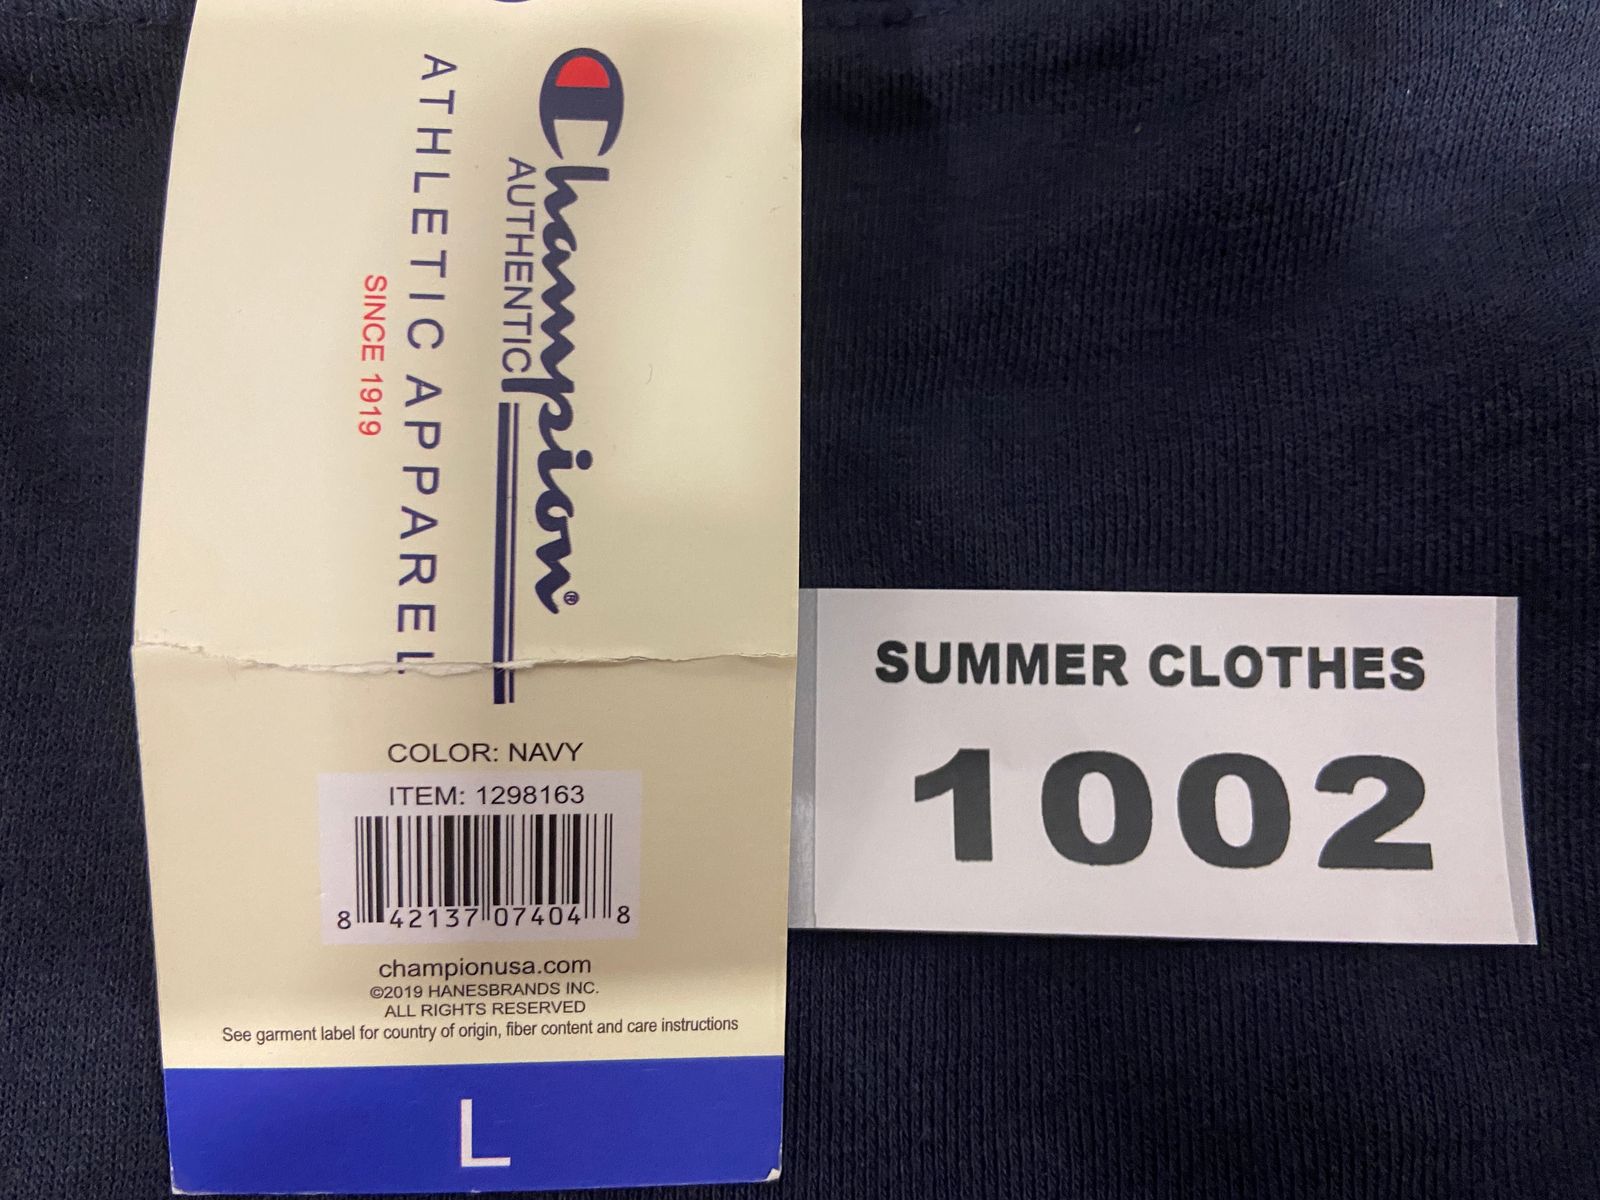 Champion®
AUTHENTIC
ATHLETIC APPAREL
SINCE 1919
COLOR: NAVY
ITEM: 1298163
8 42137 07404 8
championusa.com
©2019 HANESBRANDS INC.
ALL RIGHTS RESERVED
See garment label for country of origin, fiber content and care instructions
L
SUMMER CLOTHES
1002